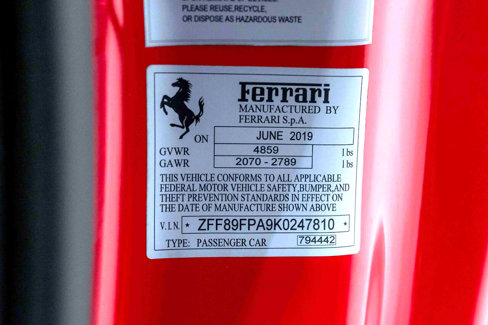 PLEASE REUSE,RECYCLE,
OR DISPOSE AS HAZARDOUS WASTE
Ferrari
MANUFACTURED BY
FERRARI S.p.A.
ON JUNE 2019
GVWR 4859 lbs
GAWR 2070 - 2789 lbs
THIS VEHICLE CONFORMS TO ALL APPLICABLE
FEDERAL MOTOR VEHICLE SAFETY,BUMPER,AND
THEFT PREVENTION STANDARDS IN EFFECT ON
THE DATE OF MANUFACTURE SHOWN ABOVE
V.I.N. * ZFF89FPA9K0247810 *
TYPE: PASSENGER CAR 794442